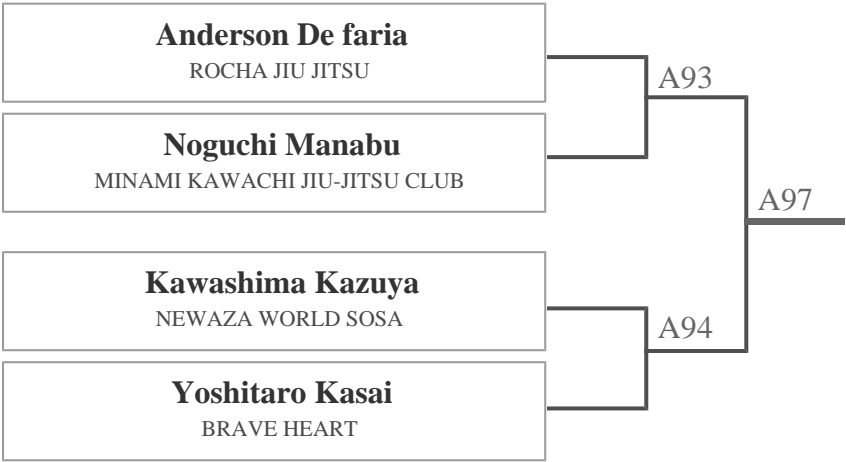 Anderson De faria
ROCHA JIU JITSU
A93
Noguchi Manabu
MINAMI KAWACHI JIU-JITSU CLUB
A97
Kawashima Kazuya
NEWAZA WORLD SOSA
A94
Yoshitaro Kasai
BRAVE HEART